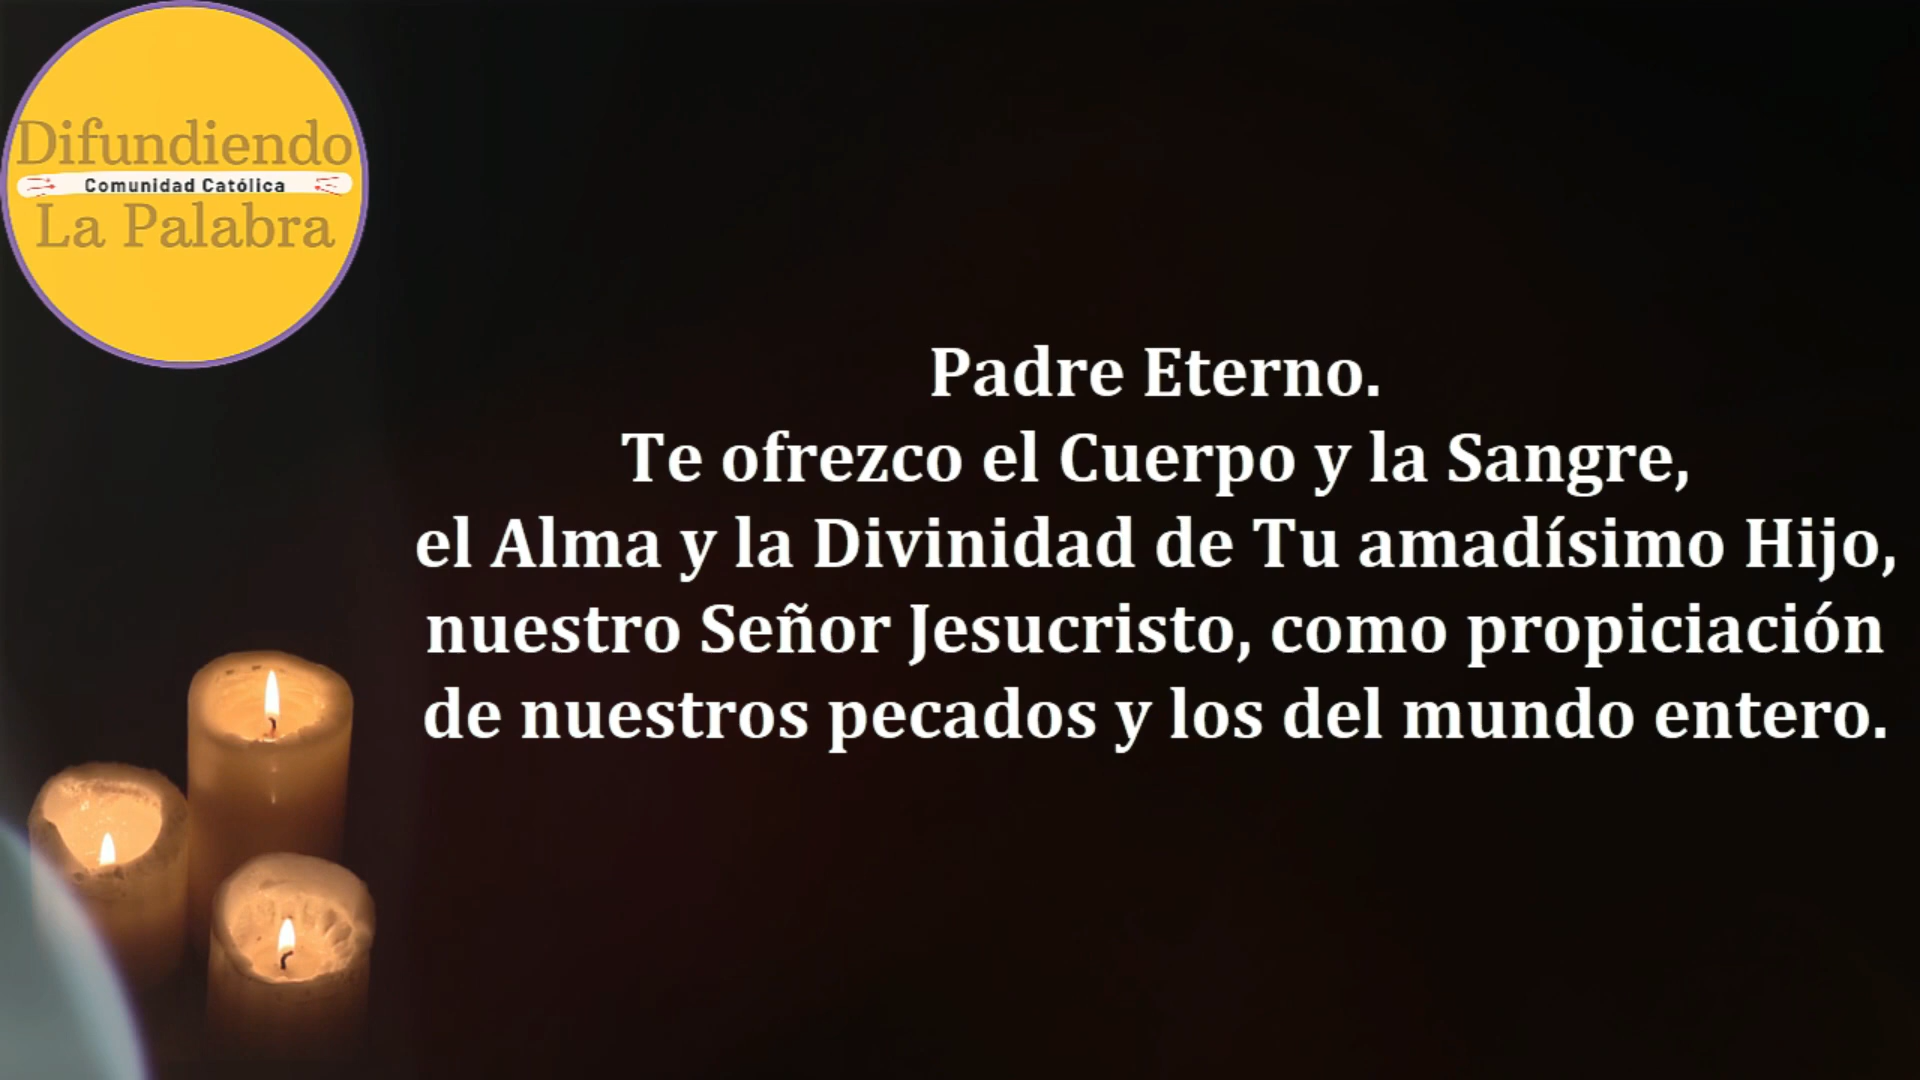 Difundiendo
Comunidad Católica
La Palabra
Padre Eterno.
Te ofrezco el Cuerpo y la Sangre,
el Alma y la Divinidad de Tu amadísimo Hijo,
nuestro Señor Jesucristo, como propiciación
de nuestros pecados y los del mundo entero.